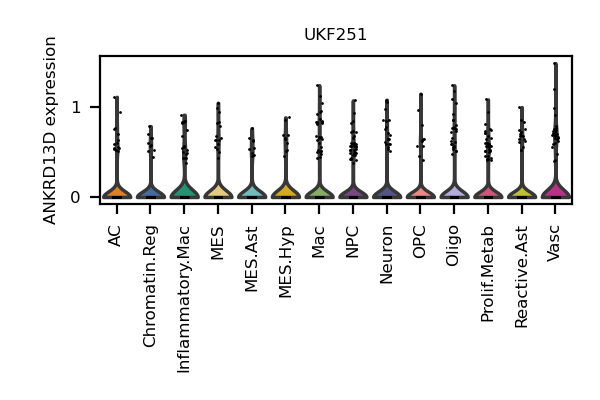 UKF251
ANKRD13D expression
1
0
AC
Chromatin.Reg
Inflammatory.Mac
MES
MES.Ast
MES.Hyp
Mac
NPC
Neuron
OPC
Oligo
Prolif.Metab
Reactive.Ast
Vasc